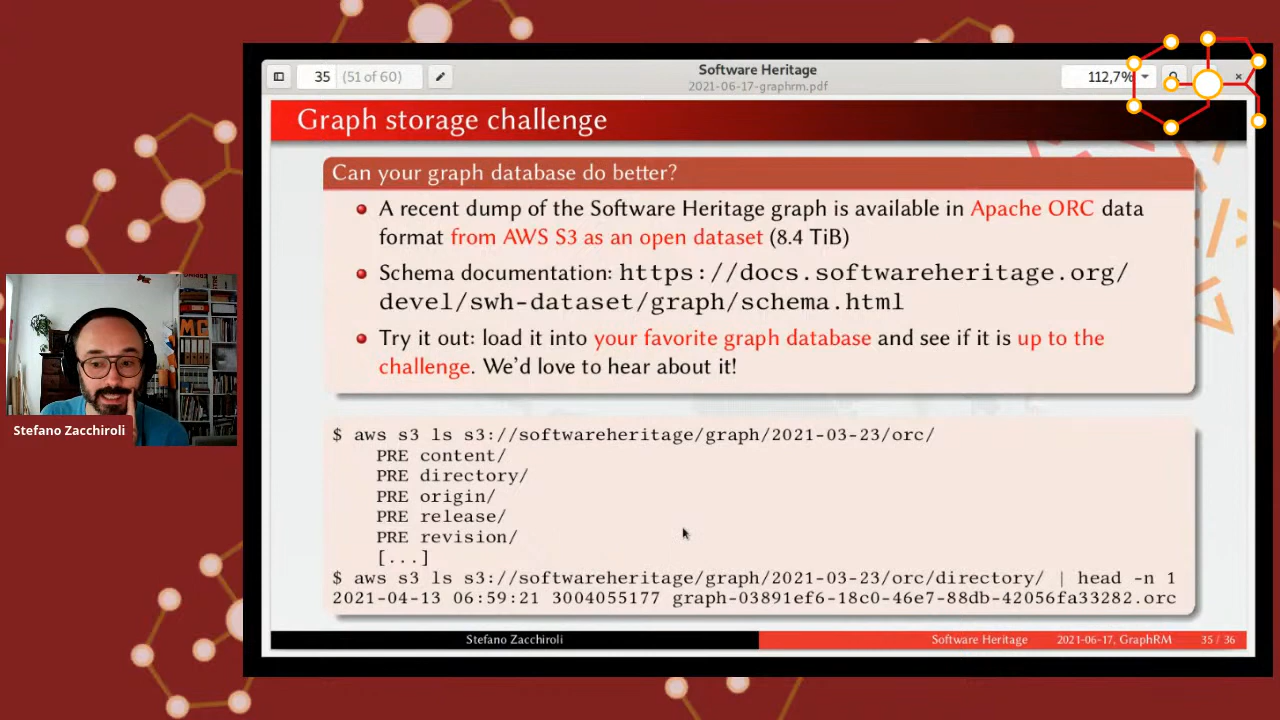 35 (51 of 60)
Software Heritage
2021-06-17-graphrm.pdf
112,7%
Graph storage challenge
Can your graph database do better?
A recent dump of the Software Heritage graph is available in Apache ORC data
format from AWS S3 as an open dataset (8.4 TiB)
Schema documentation: https://docs.softwareheritage.org/
devel/swh-dataset/graph/schema.html
Try it out: load it into your favorite graph database and see if it is up to the
challenge. We'd love to hear about it!
$ aws s3 ls s3://softwareheritage/graph/2021-03-23/orc/
PRE content/
PRE directory/
PRE origin/
PRE release/
PRE revision/
[...]
$ aws s3 ls s3://softwareheritage/graph/2021-03-23/orc/directory/ | head -n 1
2021-04-13 06:59:21 3004055177 graph-03891ef6-18c0-46e7-88db-42056fa33282.orc
Stefano Zacchiroli
Software Heritage
2021-06-17, GraphRM
35 / 36
Stefano Zacchiroli